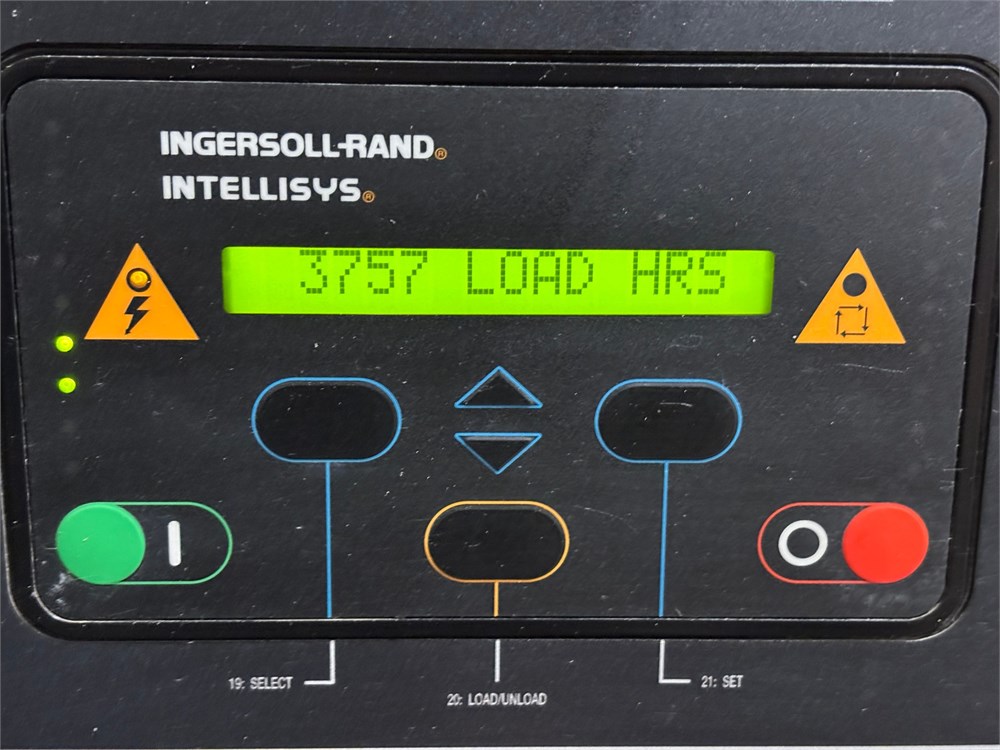 INGERSOLL-RAND®
INTELLISYS®
3757 LOAD HRS
I
O
19: SELECT
20: LOAD/UNLOAD
21: SET